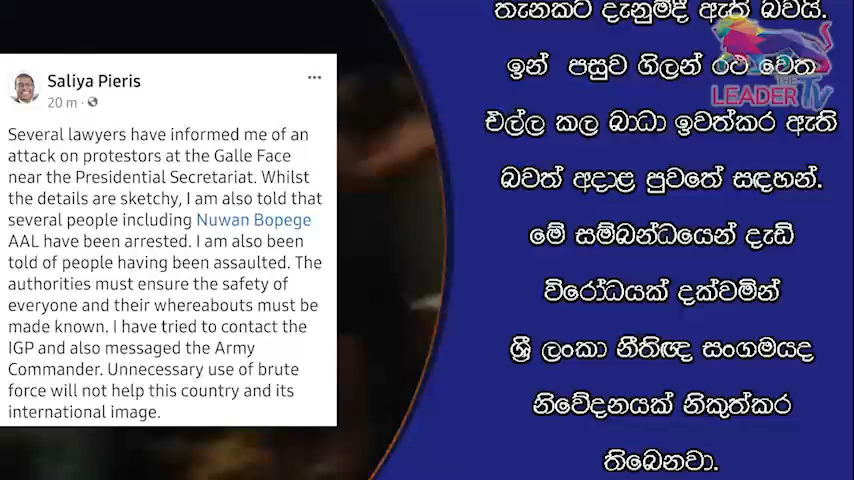 Saliya Pieris
20 m
Several lawyers have informed me of an
attack on protestors at the Galle Face
near the Presidential Secretariat. Whilst
the details are sketchy, I am also told that
several people including Nuwan Bopege
AAL have been arrested. I am also been
told of people having been assaulted. The
authorities must ensure the safety of
everyone and their whereabouts must be
made known. I have tried to contact the
IGP and also messaged the Army
Commander. Unnecessary use of brute
force will not help this country and its
international image.
තැනකට දැනුම්දී ඇති බවයි.
ඉන් පසුව ගිලන් රථ වෙත
එල්ල කල බාධා ඉවත්කර ඇති
බවත් අදාළ පුවතේ සඳහන්.
මේ සම්බන්ධයෙන් දැඩි
විරෝධයක් දක්වමින්
ශ්‍රී ලංකා නීතිඥ සංගමයද
නිවේදනයක් නිකුත්කර
තිබෙනවා.
THE
LEADER TV